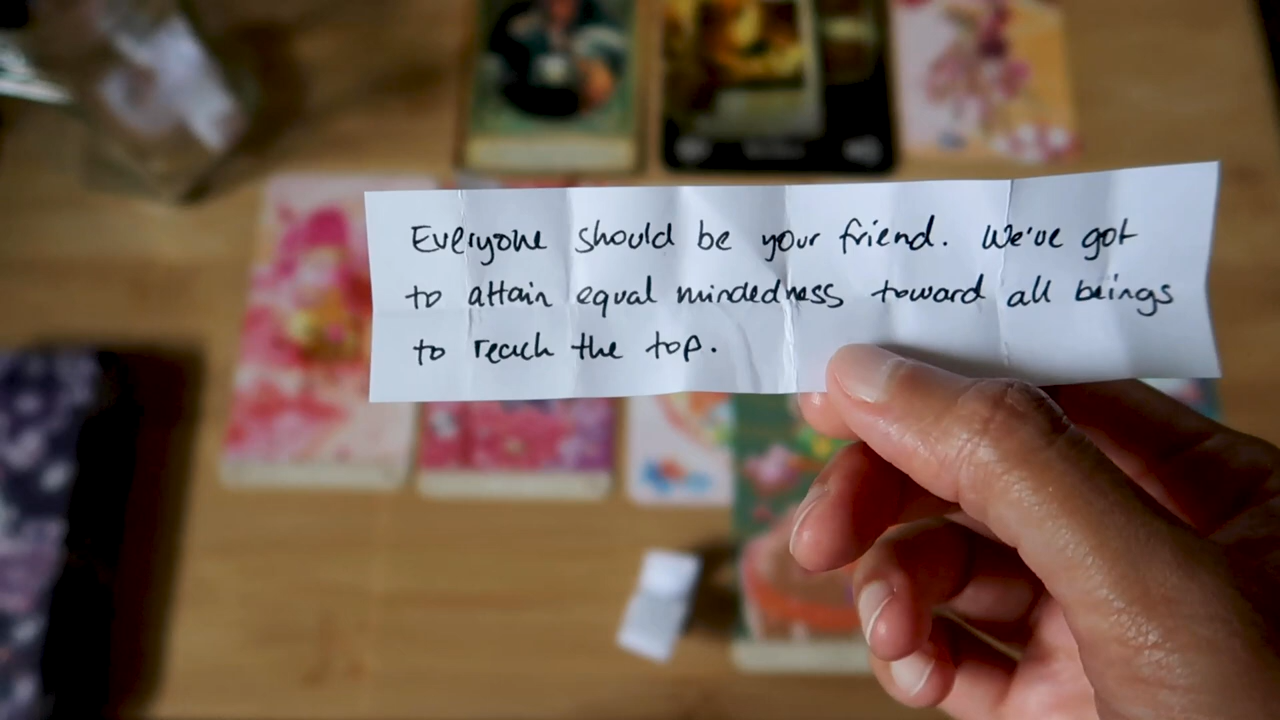 Everyone should be your friend. We've got
to attain equal mindedness toward all beings
to reach the top.